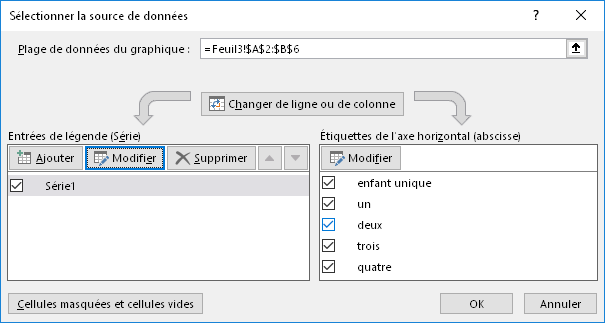 Sélectionner la source de données ?
Plage de données du graphique : =Feuil3!$A$2:$B$6
Changer de ligne ou de colonne
Entrées de légende (Série)
Étiquettes de l'axe horizontal (abscisse)
Ajouter Modifier Supprimer
Modifier
Série1
enfant unique
un
deux
trois
quatre
Cellules masquées et cellules vides
OK Annuler